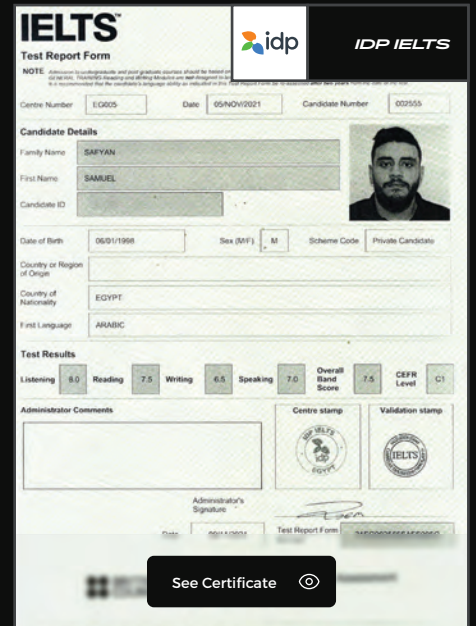 IELTS™
idp
IDP IELTS
Test Report Form
NOTE
Centre Number EG005 Date 05/NOV/2021 Candidate Number 002555
Candidate Details
Family Name SAFYAN
First Name SAMUEL
Candidate ID
Date of Birth 06/01/1998 Sex (M/F) M Scheme Code Private Candidate
Country or Region
of Origin
Country of
Nationality EGYPT
First Language ARABIC
Test Results
Listening 8.0 Reading 7.5 Writing 6.5 Speaking 7.0 Overall Band Score 7.5 CEFR Level C1
Administrator Comments Centre stamp Validation stamp
IDP IELTS
EGYPT
IELTS
Administrator's
Signature
Date Test Report Form
See Certificate